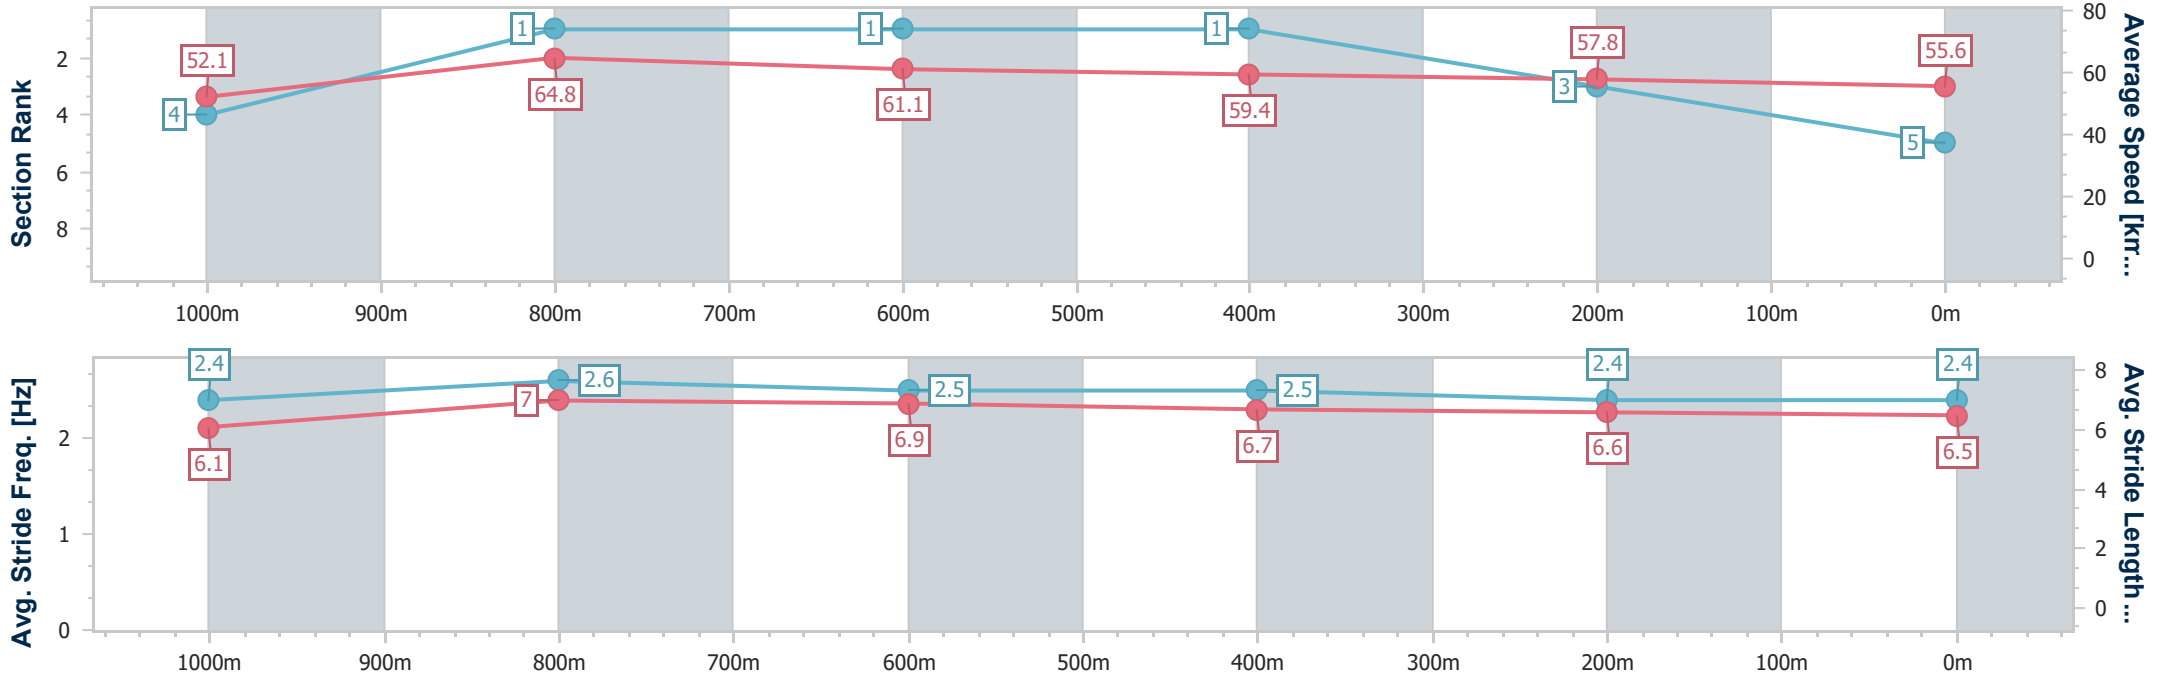 Section Rank
2
4
6
8
80
60
40
20
0
Average Speed [km...
52.1
64.8
61.1
59.4
57.8
55.6
4
1
1
1
3
5
1000m
900m
800m
700m
600m
500m
400m
300m
200m
100m
0m
Avg. Stride Freq. [Hz]
2
1
0
8
6
4
2
0
Avg. Stride Length ...
2.4
2.6
2.5
2.5
2.4
2.4
6.1
7
6.9
6.7
6.6
6.5
1000m
900m
800m
700m
600m
500m
400m
300m
200m
100m
0m